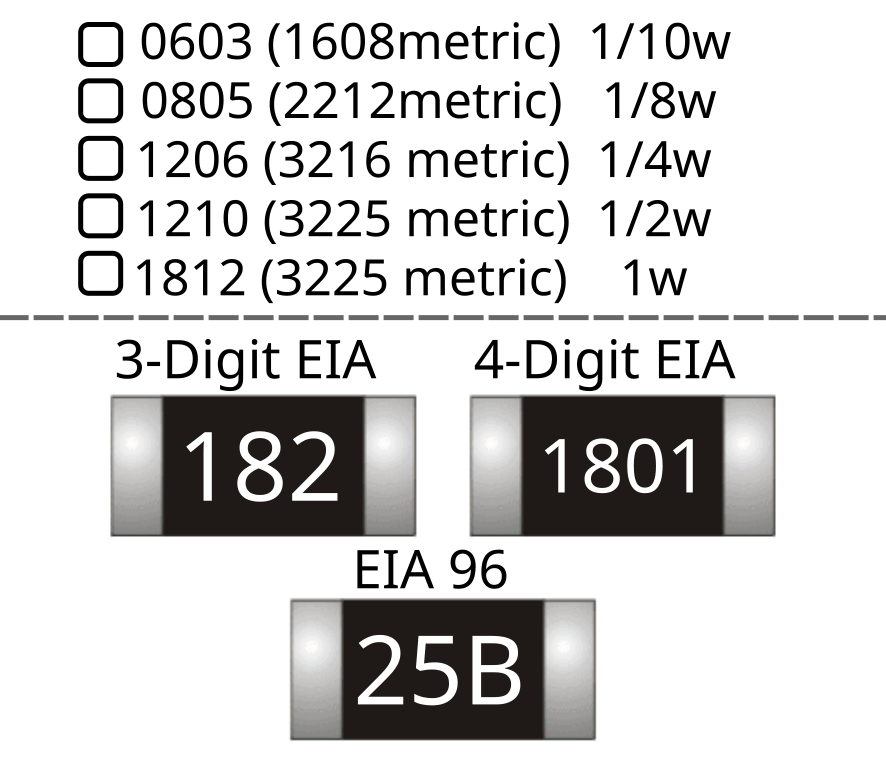 0603 (1608metric) 1/10w
0805 (2212metric) 1/8w
1206 (3216 metric) 1/4w
1210 (3225 metric) 1/2w
1812 (3225 metric) 1w
3-Digit EIA 4-Digit EIA
182 1801
EIA 96
25B